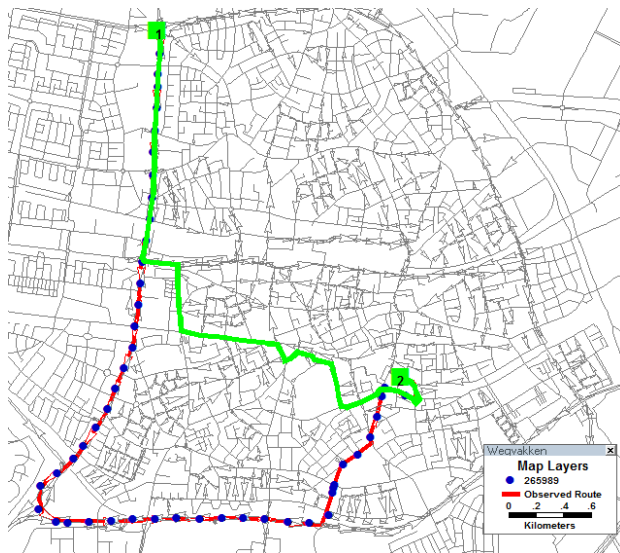 1
2
Wegvakken
Map Layers
265989
Observed Route
0 .2 .4 .6
Kilometers